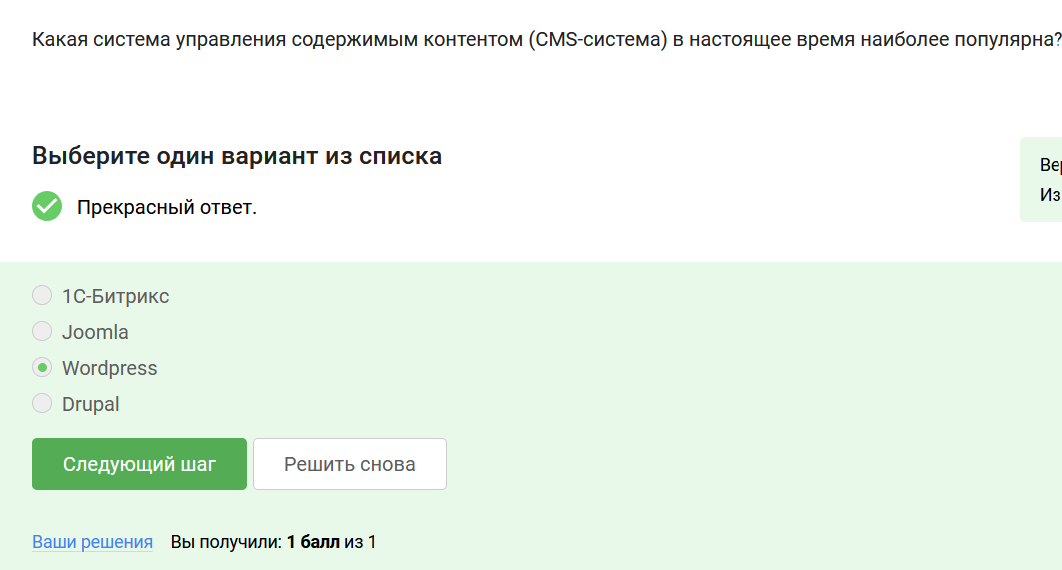 Какая система управления содержимым контентом (CMS-система) в настоящее время наиболее популярна?
Выберите один вариант из списка
Прекрасный ответ.
Из
1С-Битрикс
Joomla
Wordpress
Drupal
Следующий шаг
Решить снова
Ваши решения Вы получили: 1 балл из 1